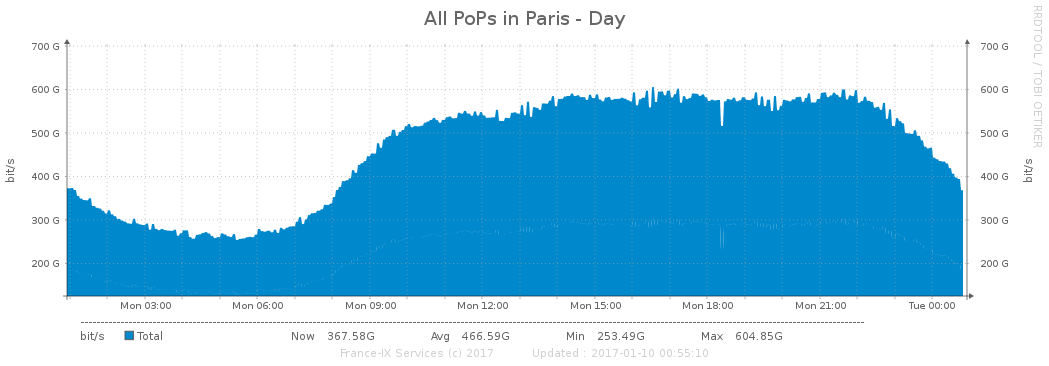 All PoPs in Paris - Day
RRDTOOL / TOBI OETIKER
700 G 700 G
600 G 600 G
500 G 500 G
400 G 400 G
300 G 300 G
200 G 200 G
bit/s bit/s
Mon 03:00 Mon 06:00 Mon 09:00 Mon 12:00 Mon 15:00 Mon 18:00 Mon 21:00 Tue 00:00
bit/s Total Now 367.58G Avg 466.59G Min 253.49G Max 604.85G
France-IX Services (c) 2017 Updated : 2017-01-10 00:55:10